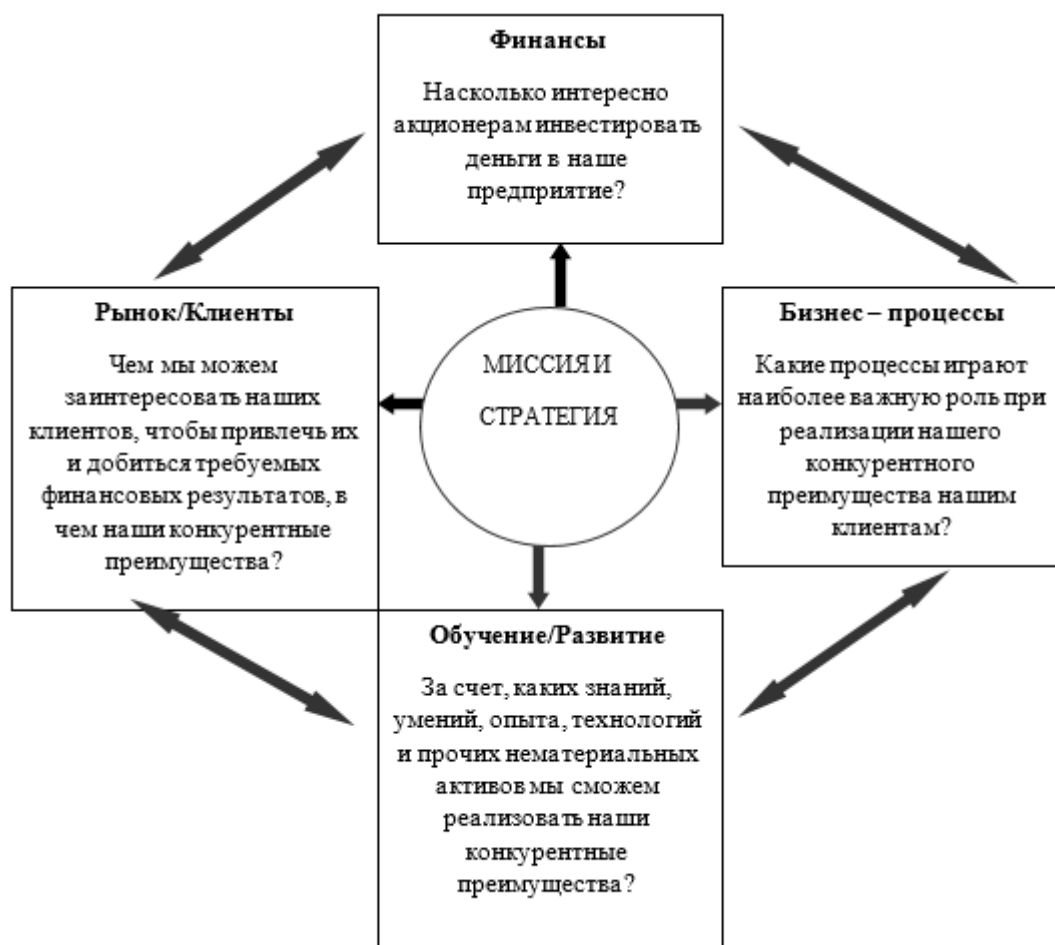 Финансы
Насколько интересно
акционерам инвестировать
деньги в наше
предприятие?
Рынок/Клиенты
Чем мы можем
заинтересовать наших
клиентов, чтобы привлечь их
и добиться требуемых
финансовых результатов, в
чем наши конкурентные
преимущества?
МИССИЯ И
СТРАТЕГИЯ
Бизнес – процессы
Какие процессы играют
наиболее важную роль при
реализации нашего
конкурентного
преимущества нашим
клиентам?
Обучение/Развитие
За счет, каких знаний,
умений, опыта, технологий
и прочих нематериальных
активов мы сможем
реализовать наши
конкурентные
преимущества?